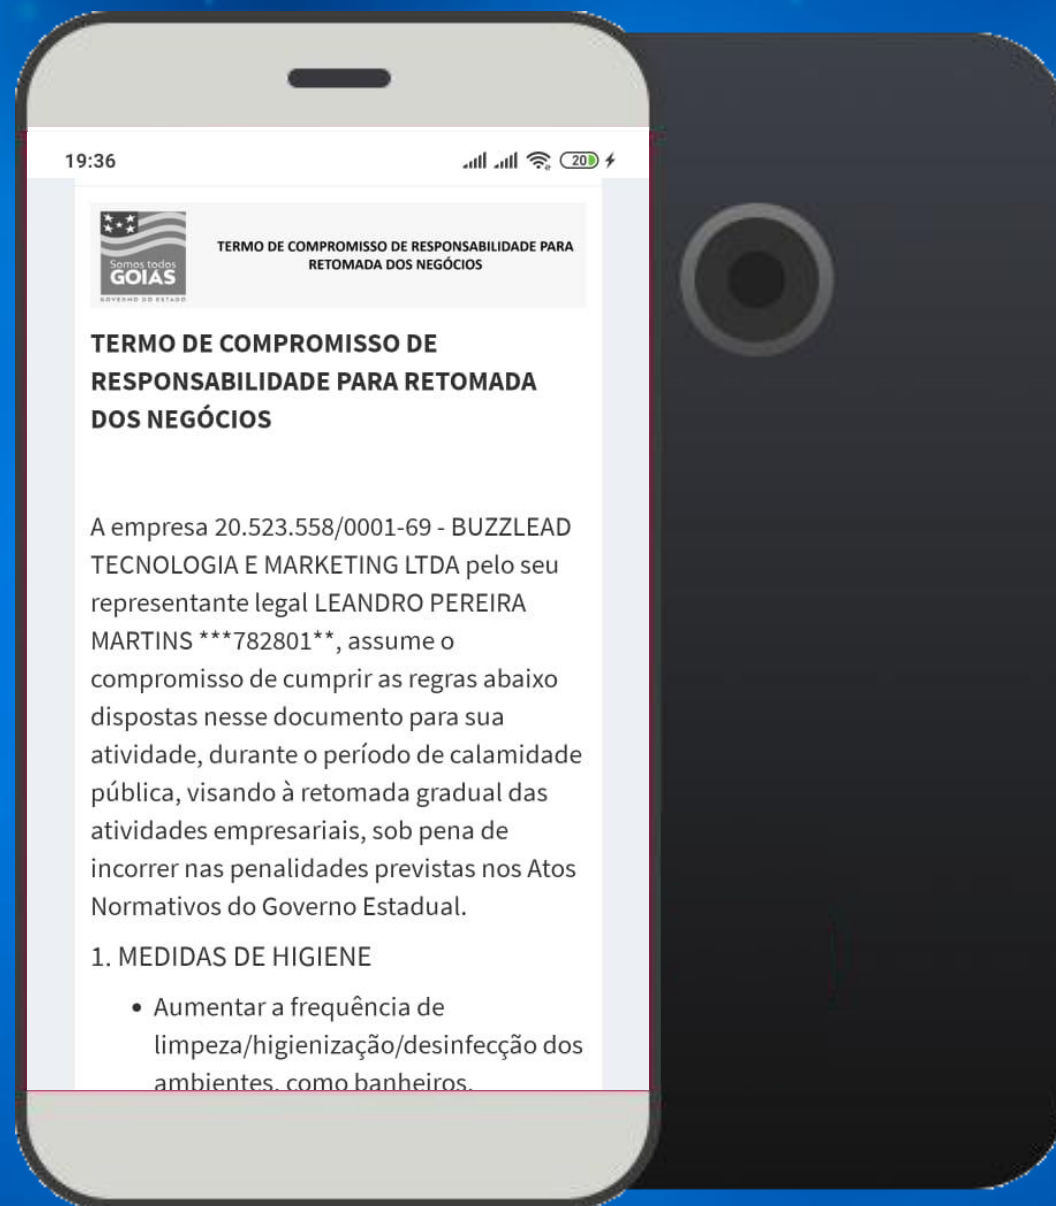 19:36
20
Somos todos
GOIÁS
GOVERNO DO ESTADO
TERMO DE COMPROMISSO DE RESPONSABILIDADE PARA
RETOMADA DOS NEGÓCIOS
TERMO DE COMPROMISSO DE
RESPONSABILIDADE PARA RETOMADA
DOS NEGÓCIOS
A empresa 20.523.558/0001-69 - BUZZLEAD
TECNOLOGIA E MARKETING LTDA pelo seu
representante legal LEANDRO PEREIRA
MARTINS ***782801**, assume o
compromisso de cumprir as regras abaixo
dispostas nesse documento para sua
atividade, durante o período de calamidade
pública, visando à retomada gradual das
atividades empresariais, sob pena de
incorrer nas penalidades previstas nos Atos
Normativos do Governo Estadual.
1. MEDIDAS DE HIGIENE
• Aumentar a frequência de
limpeza/higienização/desinfecção dos
ambientes, como banheiros,